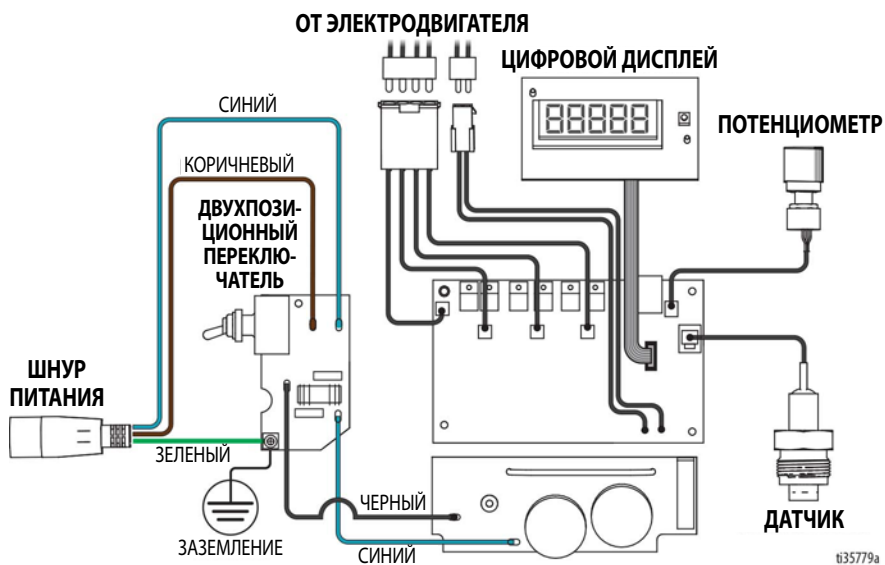 ОТ ЭЛЕКТРОДВИГАТЕЛЯ
ЦИФРОВОЙ ДИСПЛЕЙ
88888
СИНИЙ
ПОТЕНЦИОМЕТР
КОРИЧНЕВЫЙ
ДВУХПОЗИ-
ЦИОННЫЙ
ПЕРЕКЛЮ-
ЧАТЕЛЬ
ШНУР
ПИТАНИЯ
ЗЕЛЕНЫЙ
ЧЕРНЫЙ
ДАТЧИК
ЗАЗЕМЛЕНИЕ
СИНИЙ
ti35779a